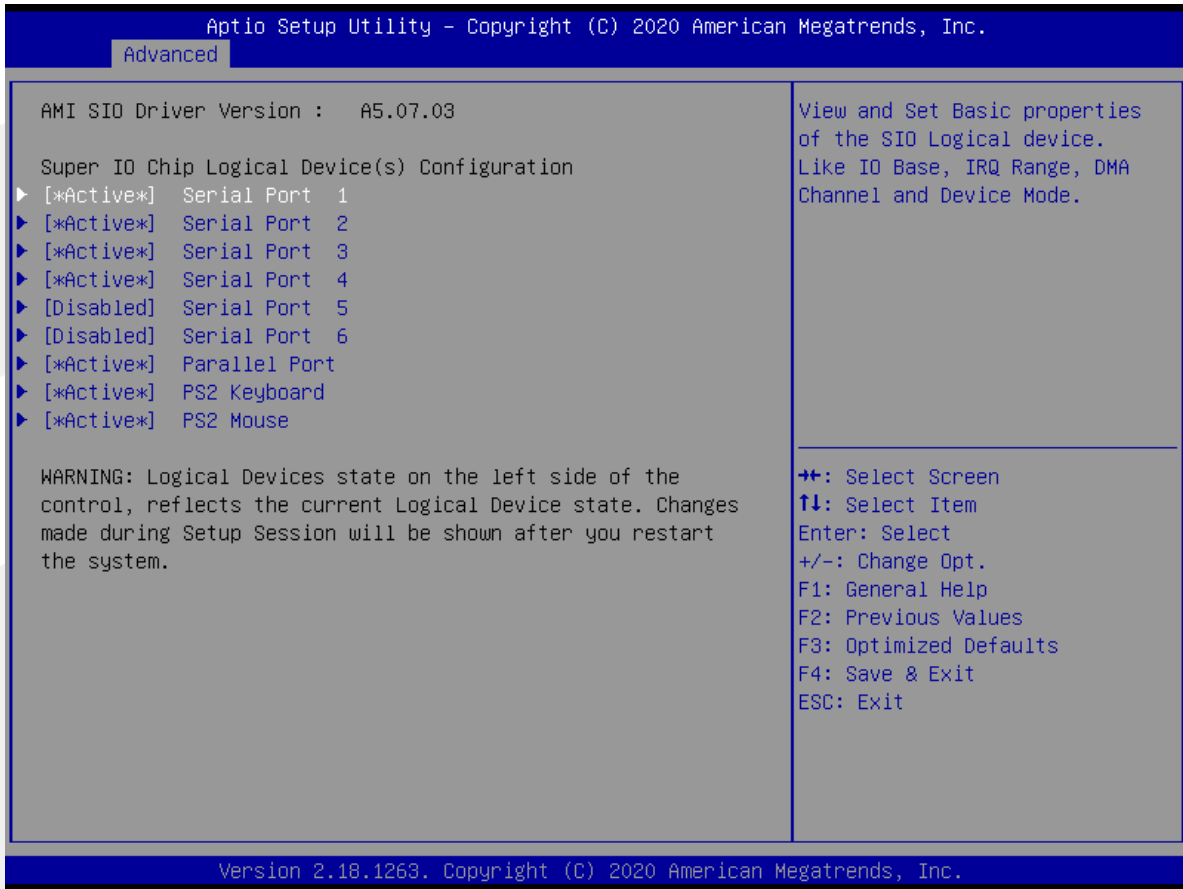 Aptio Setup Utility – Copyright (C) 2020 American Megatrends, Inc.
Advanced
AMI SIO Driver Version : A5.07.03
Super IO Chip Logical Device(s) Configuration
[*Active*] Serial Port 1
[*Active*] Serial Port 2
[*Active*] Serial Port 3
[*Active*] Serial Port 4
[Disabled] Serial Port 5
[Disabled] Serial Port 6
[*Active*] Parallel Port
[*Active*] PS2 Keyboard
[*Active*] PS2 Mouse
WARNING: Logical Devices state on the left side of the
control, reflects the current Logical Device state. Changes
made during Setup Session will be shown after you restart
the system.
View and Set Basic properties
of the SIO Logical device.
Like IO Base, IRQ Range, DMA
Channel and Device Mode.
→←: Select Screen
↑↓: Select Item
Enter: Select
+/-: Change Opt.
F1: General Help
F2: Previous Values
F3: Optimized Defaults
F4: Save & Exit
ESC: Exit
Version 2.18.1263. Copyright (C) 2020 American Megatrends, Inc.